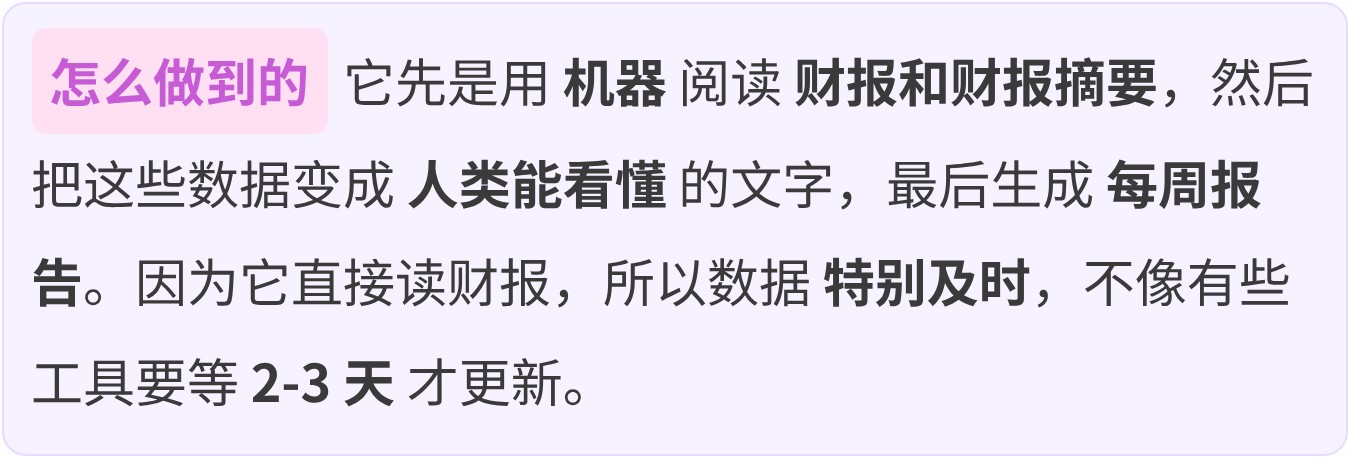 怎么做到的 它先是用 机器 阅读 财报和财报摘要，然后
把这些数据变成 人类能看懂 的文字，最后生成 每周报
告。因为它直接读财报，所以数据 特别及时，不像有些
工具要等 2-3 天 才更新。